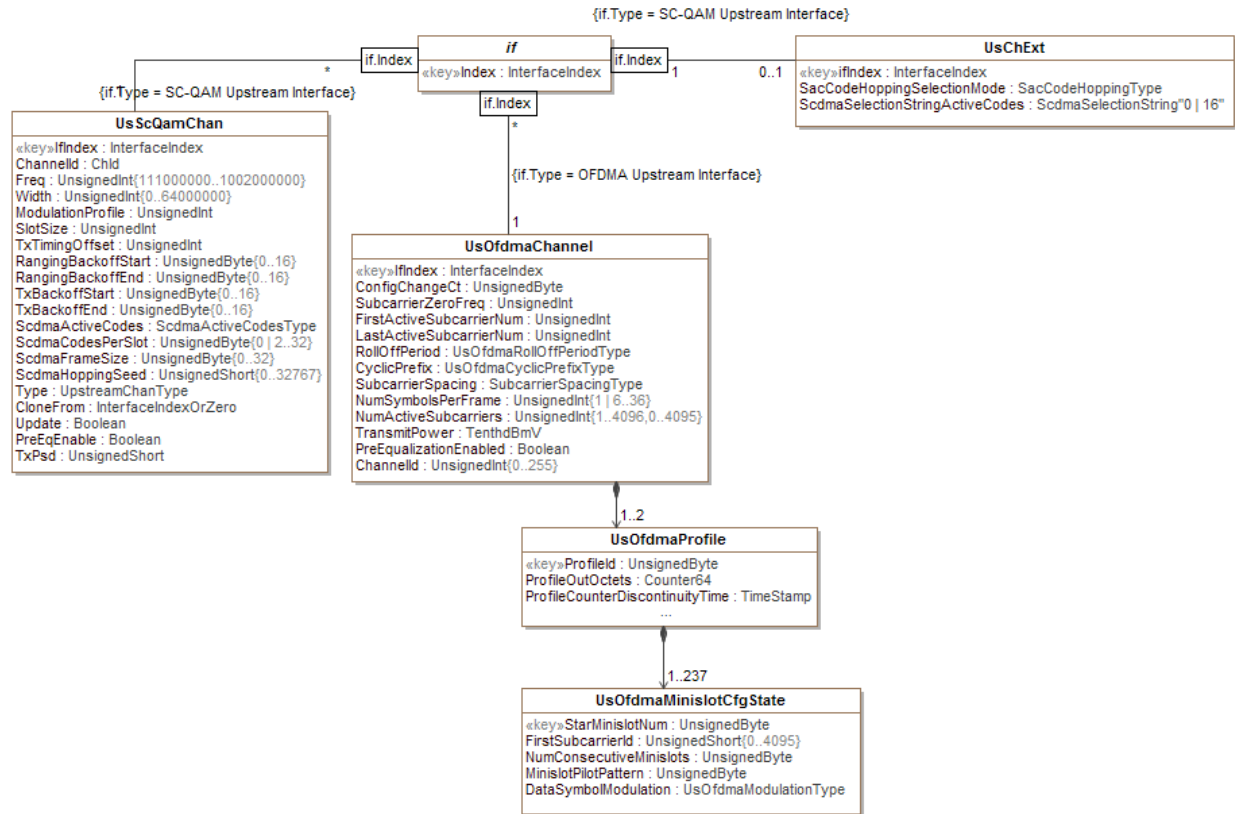 {if.Type = SC-QAM Upstream Interface}
if
«key»Index : InterfaceIndex
if.Index
*
if.Index
1
0..1
if.Index
*
UsChExt
«key»ifIndex : InterfaceIndex
SacCodeHoppingSelectionMode : SacCodeHoppingType
ScdmaSelectionStringActiveCodes : ScdmaSelectionString"0 | 16"
{if.Type = SC-QAM Upstream Interface}
UsScQamChan
«key»IfIndex : InterfaceIndex
ChannelId : ChId
Freq : UnsignedInt{111000000..1002000000}
Width : UnsignedInt{0..64000000}
ModulationProfile : UnsignedInt
SlotSize : UnsignedInt
TxTimingOffset : UnsignedInt
RangingBackoffStart : UnsignedByte{0..16}
RangingBackoffEnd : UnsignedByte{0..16}
TxBackoffStart : UnsignedByte{0..16}
TxBackoffEnd : UnsignedByte{0..16}
ScdmaActiveCodes : ScdmaActiveCodesType
ScdmaCodesPerSlot : UnsignedByte{0 | 2..32}
ScdmaFrameSize : UnsignedByte{0..32}
ScdmaHoppingSeed : UnsignedShort{0..32767}
Type : UpstreamChanType
CloneFrom : InterfaceIndexOrZero
Update : Boolean
PreEqEnable : Boolean
TxPsd : UnsignedShort
{if.Type = OFDMA Upstream Interface}
1
UsOfdmaChannel
«key»IfIndex : InterfaceIndex
ConfigChangeCt : UnsignedByte
SubcarrierZeroFreq : UnsignedInt
FirstActiveSubcarrierNum : UnsignedInt
LastActiveSubcarrierNum : UnsignedInt
RollOffPeriod : UsOfdmaRollOffPeriodType
CyclicPrefix : UsOfdmaCyclicPrefixType
SubcarrierSpacing : SubcarrierSpacingType
NumSymbolsPerFrame : UnsignedInt{1 | 6..36}
NumActiveSubcarriers : UnsignedInt{1..4096,0..4095}
TransmitPower : TenthdBmV
PreEqualizationEnabled : Boolean
ChannelId : UnsignedInt{0..255}
1..2
UsOfdmaProfile
«key»ProfileId : UnsignedByte
ProfileOutOctets : Counter64
ProfileCounterDiscontinuityTime : TimeStamp
...
1..237
UsOfdmaMinislotCfgState
«key»StarMinislotNum : UnsignedByte
FirstSubcarrierId : UnsignedShort{0..4095}
NumConsecutiveMinislots : UnsignedByte
MinislotPilotPattern : UnsignedByte
DataSymbolModulation : UsOfdmaModulationType